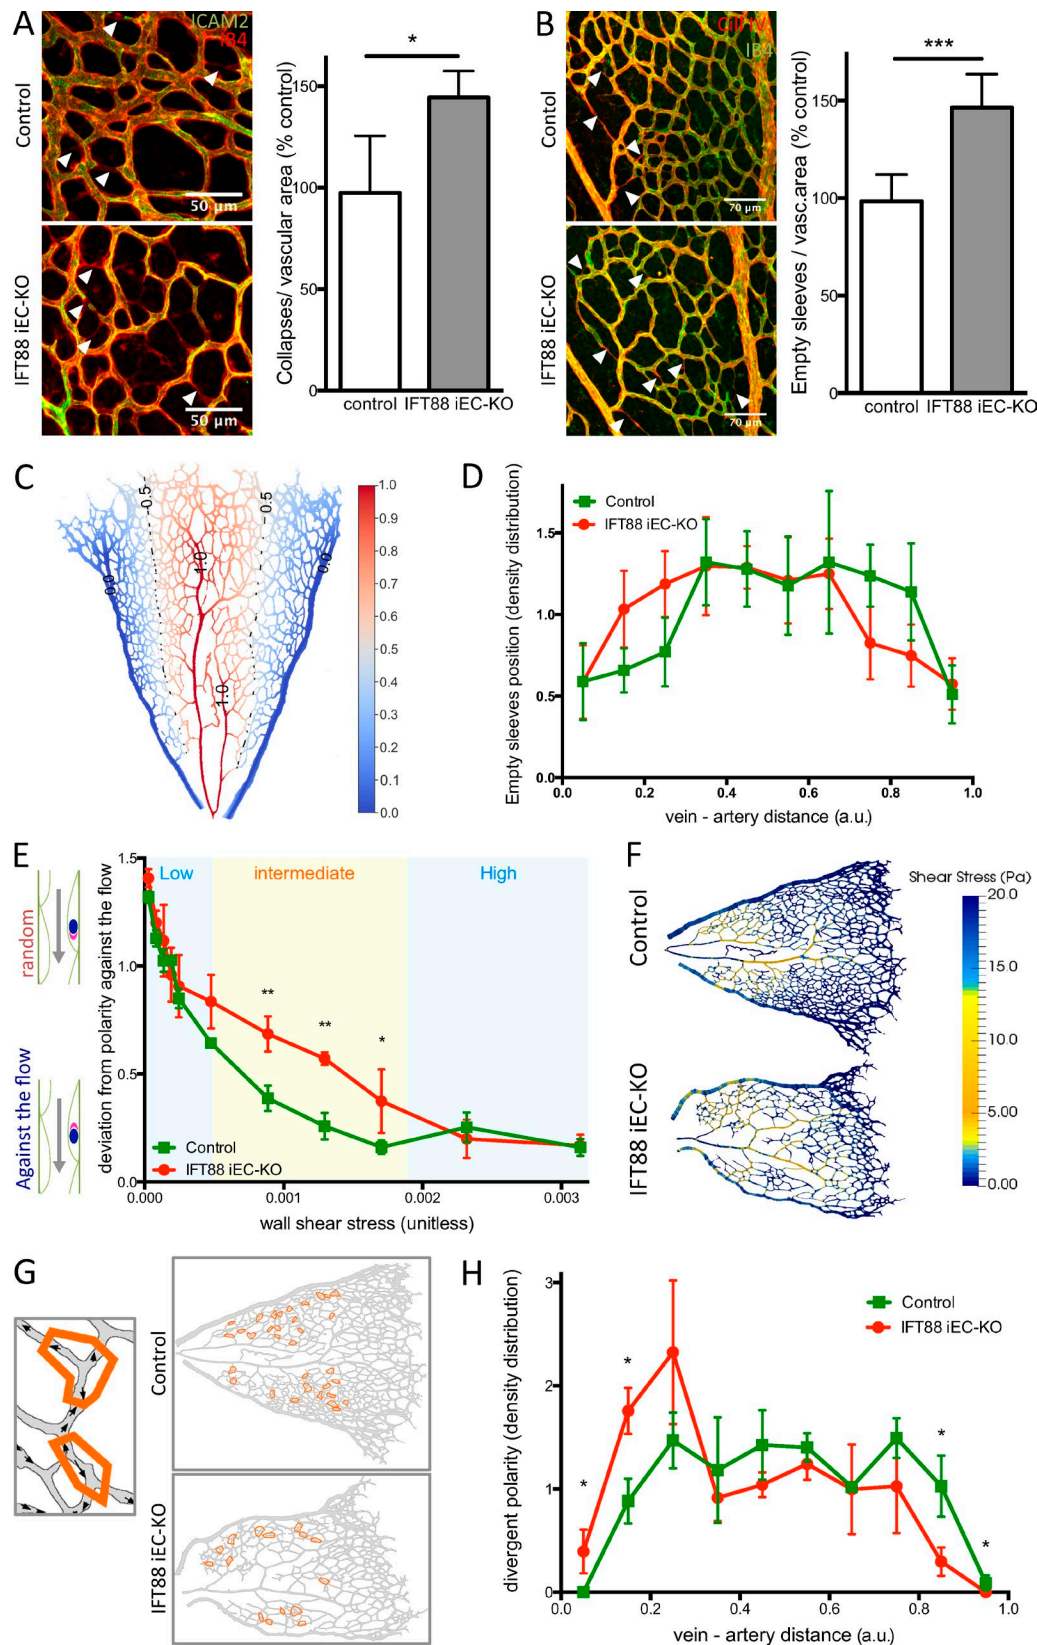 A
ICAM2
IB4
Control
50 µm
IFT88 iEC-KO
50 µm
Collapses/ vascular area (% control)
150
100
50
0
*
control IFT88 iEC-KO
B
Coll IV
IB4
Control
70 µm
IFT88 iEC-KO
70 µm
Empty sleeves / vasc.area (% control)
150
100
50
0
***
control IFT88 iEC-KO
C
0.0
0.5
1.0
1.0
0.5
0.0
1.0
0.9
0.8
0.7
0.6
0.5
0.4
0.3
0.2
0.1
0.0
D
Empty sleeves position (density distribution)
Control
IFT88 iEC-KO
1.5
1.0
0.5
0.0
0.0 0.2 0.4 0.6 0.8 1.0
vein - artery distance (a.u.)
E
random
Against the flow
deviation from polarity against the flow
1.5
1.0
0.5
0.0
Low intermediate High
** ** *
Control
IFT88 iEC-KO
0.000 0.001 0.002 0.003
wall shear stress (unitless)
F
Control
IFT88 iEC-KO
Shear Stress (Pa)
20.0
15.0
10.0
5.00
0.00
G
Control
IFT88 iEC-KO
H
divergent polarity (density distribution)
3
2
1
0
Control
IFT88 iEC-KO
* * * *
0.0 0.2 0.4 0.6 0.8 1.0
vein - artery distance (a.u.)